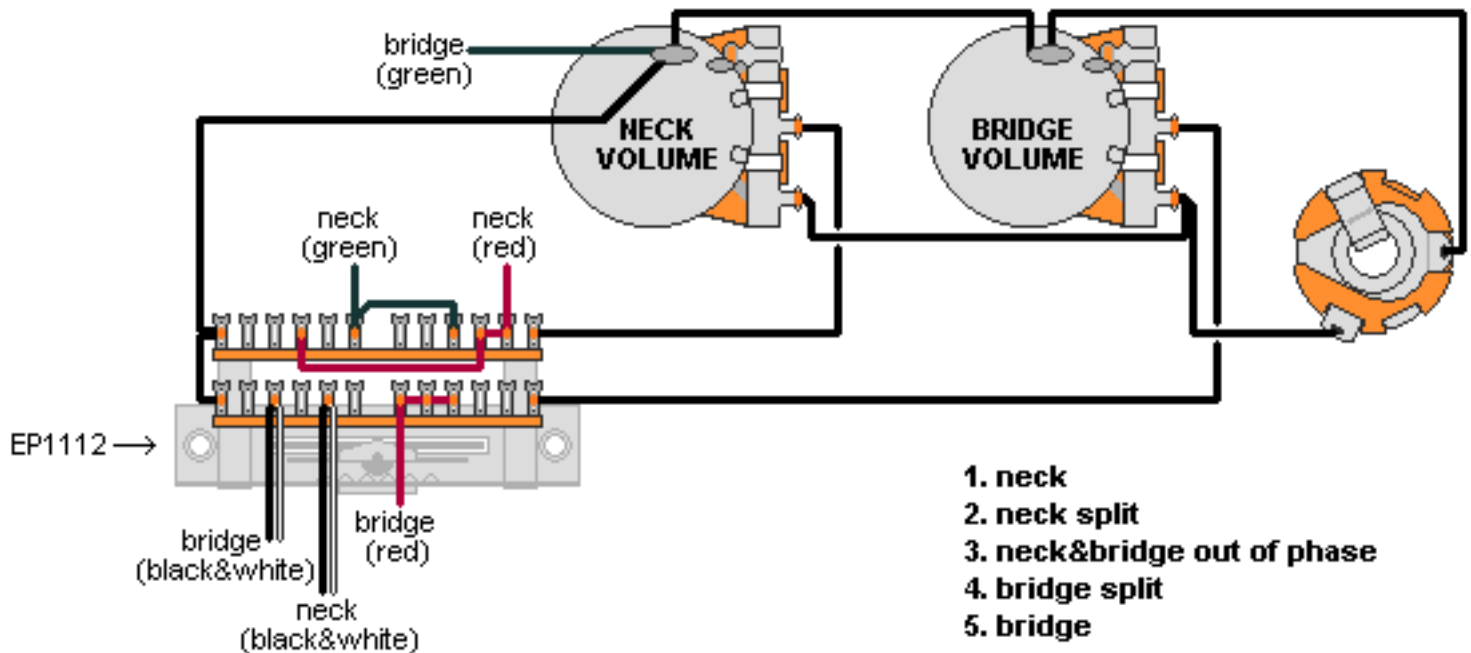 bridge
(green)
NECK
VOLUME
BRIDGE
VOLUME
neck
(green)
neck
(red)
EP1112
bridge
(black&white)
neck
(black&white)
bridge
(red)
1. neck
2. neck split
3. neck&bridge out of phase
4. bridge split
5. bridge